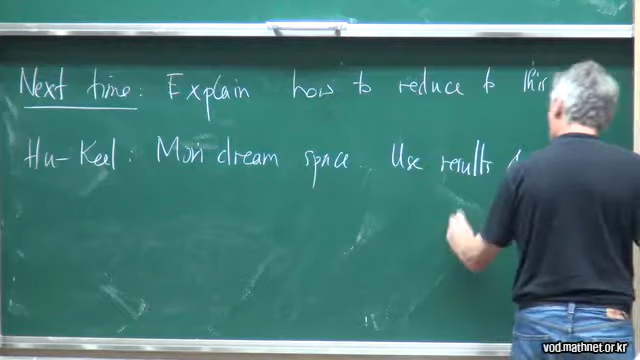 Next time: Explain how to reduce to this
Hu-Keel: Mori dream space. Use results
vod.mathnet.or.kr